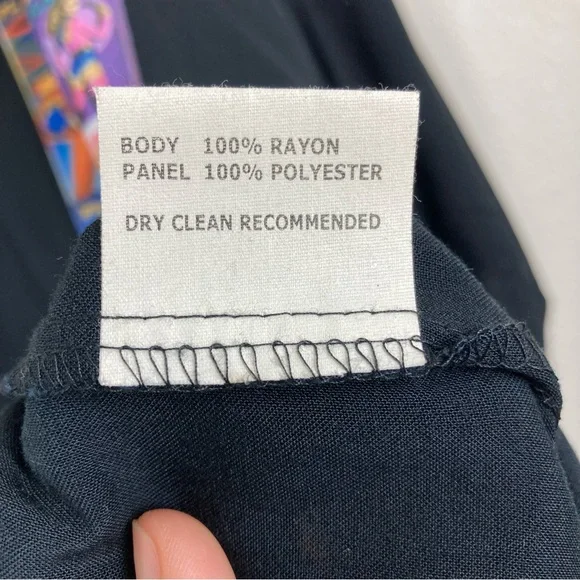 BODY 100% RAYON
PANEL 100% POLYESTER
DRY CLEAN RECOMMENDED